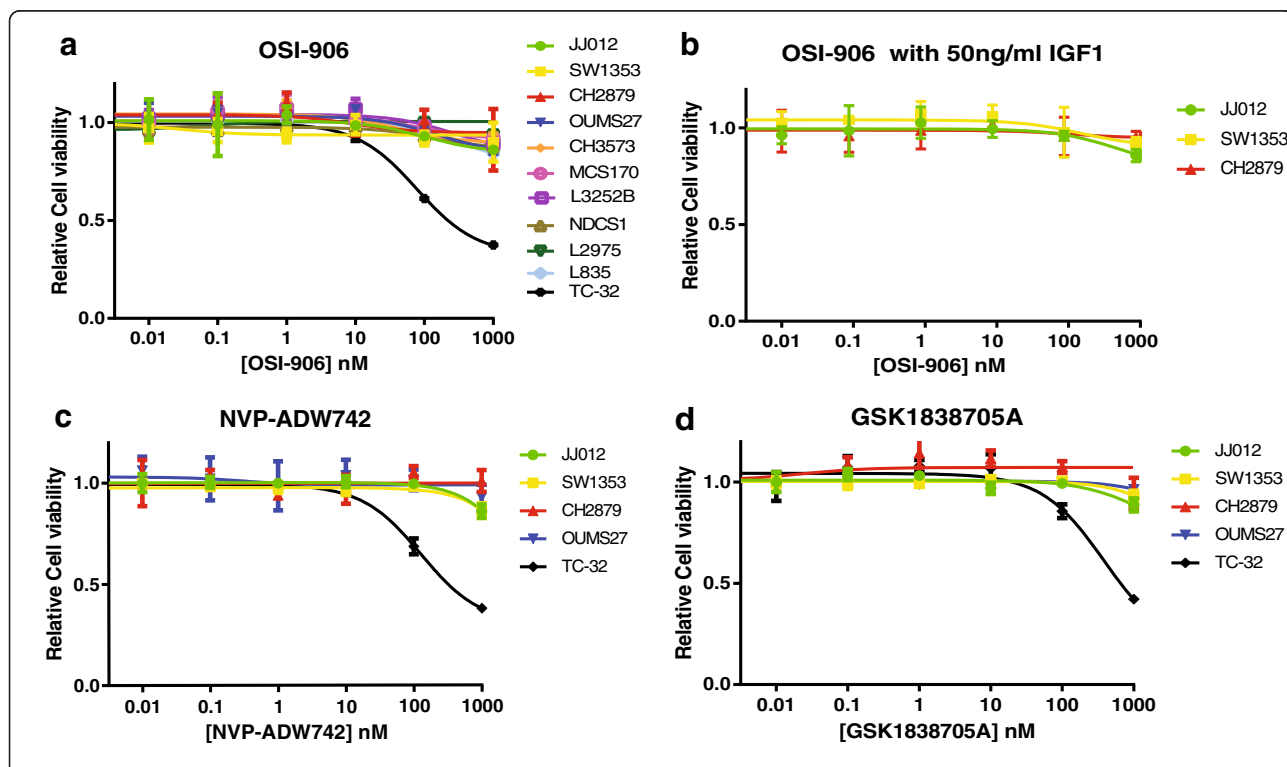 a
OSI-906
Relative Cell viability
1.0
0.5
0.0
0.01 0.1 1 10 100 1000
[OSI-906] nM
JJ012
SW1353
CH2879
OUMS27
CH3573
MCS170
L3252B
NDCS1
L2975
L835
TC-32
b
OSI-906 with 50ng/ml IGF1
Relative Cell viability
1.0
0.5
0.0
0.01 0.1 1 10 100 1000
[OSI-906] nM
JJ012
SW1353
CH2879
c
NVP-ADW742
Relative Cell viability
1.0
0.5
0.0
0.01 0.1 1 10 100 1000
[NVP-ADW742] nM
JJ012
SW1353
CH2879
OUMS27
TC-32
d
GSK1838705A
Relative Cell viability
1.0
0.5
0.0
0.01 0.1 1 10 100 1000
[GSK1838705A] nM
JJ012
SW1353
CH2879
OUMS27
TC-32